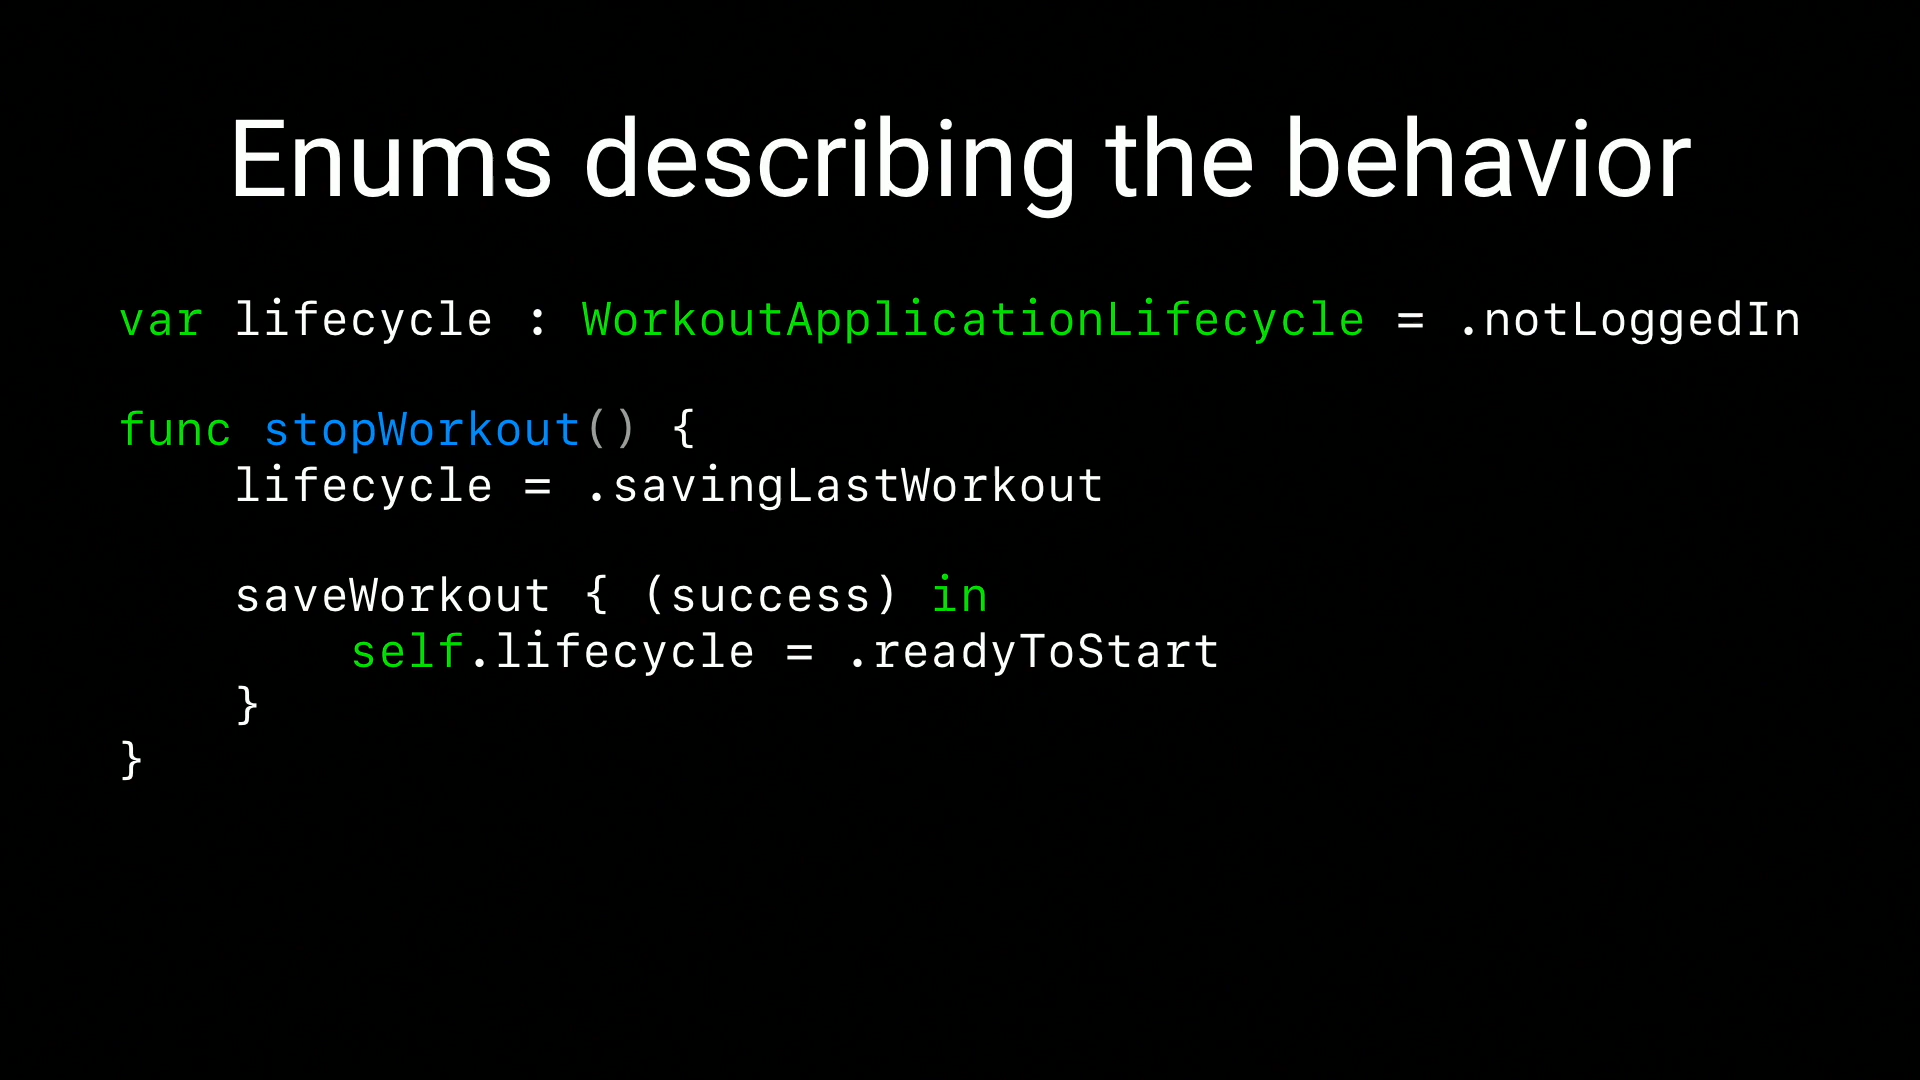 Enums describing the behavior
var lifecycle : WorkoutApplicationLifecycle = .notLoggedIn
func stopWorkout() {
lifecycle = .savingLastWorkout
saveWorkout { (success) in
self.lifecycle = .readyToStart
}
}